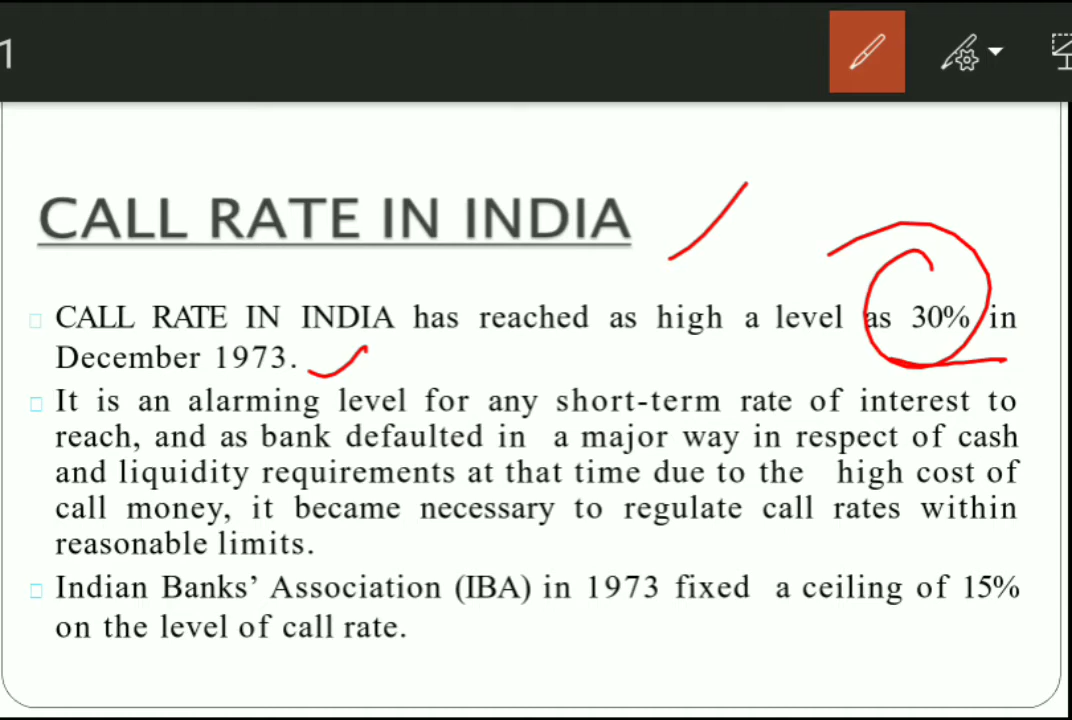 1
CALL RATE IN INDIA
CALL RATE IN INDIA has reached as high a level as 30% in
December 1973.
It is an alarming level for any short-term rate of interest to
reach, and as bank defaulted in a major way in respect of cash
and liquidity requirements at that time due to the high cost of
call money, it became necessary to regulate call rates within
reasonable limits.
Indian Banks’ Association (IBA) in 1973 fixed a ceiling of 15%
on the level of call rate.